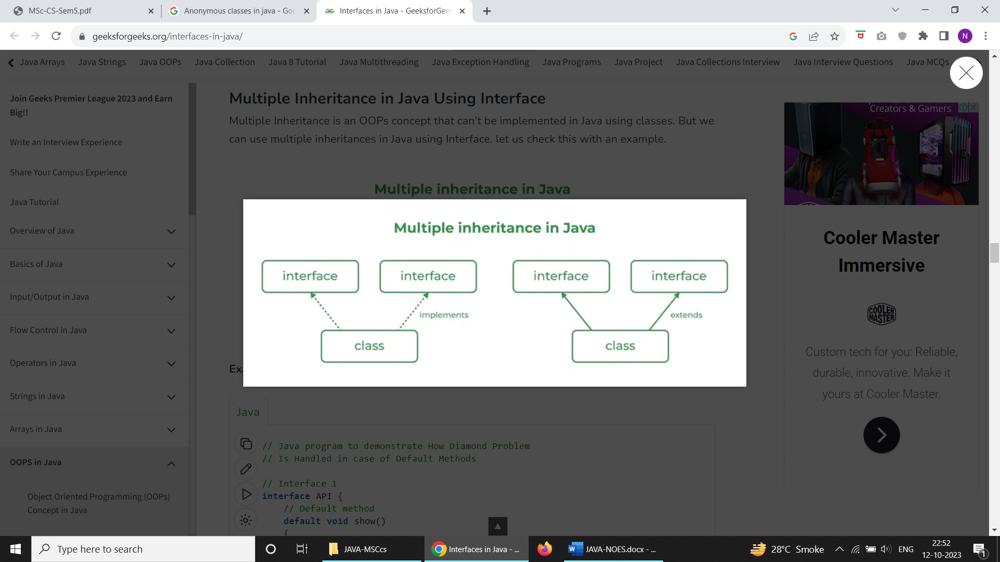 MSc-CS-Sem5.pdf
Anonymous classes in java - Goo
Interfaces in Java - GeeksforGee
geeksforgeeks.org/interfaces-in-java/
N
Java Arrays
Java Strings
Java OOPs
Java Collection
Java 8 Tutorial
Java Multithreading
Java Exception Handling
Java Programs
Java Project
Java Collections Interview
Java Interview Questions
Java MCQs
Join Geeks Premier League 2023 and Earn
Big!!
Write an Interview Experience
Share Your Campus Experience
Java Tutorial
Overview of Java
Basics of Java
Input/Output in Java
Flow Control in Java
Operators in Java
Strings in Java
Arrays in Java
OOPS in Java
Object Oriented Programming (OOPs)
Concept in Java
Multiple Inheritance in Java Using Interface
Multiple Inheritance is an OOPs concept that can’t be implemented in Java using classes. But we
can use multiple inheritances in Java using Interface. let us check this with an example.
Multiple inheritance in Java
Multiple inheritance in Java
interface
interface
implements
class
interface
interface
extends
class
Exa
Java
// Java program to demonstrate How Diamond Problem
// Is Handled in case of Default Methods
// Interface 1
interface API {
// Default method
default void show()
{
Creators & Gamers
Cooler Master
Immersive
COOLER
MASTER
Custom tech for you: Reliable,
durable, innovative. Make it
yours at Cooler Master.
Type here to search
JAVA-MSCcs
Interfaces in Java - ...
JAVA-NOES.docx - ...
28°C Smoke
ENG
22:52
12-10-2023
1